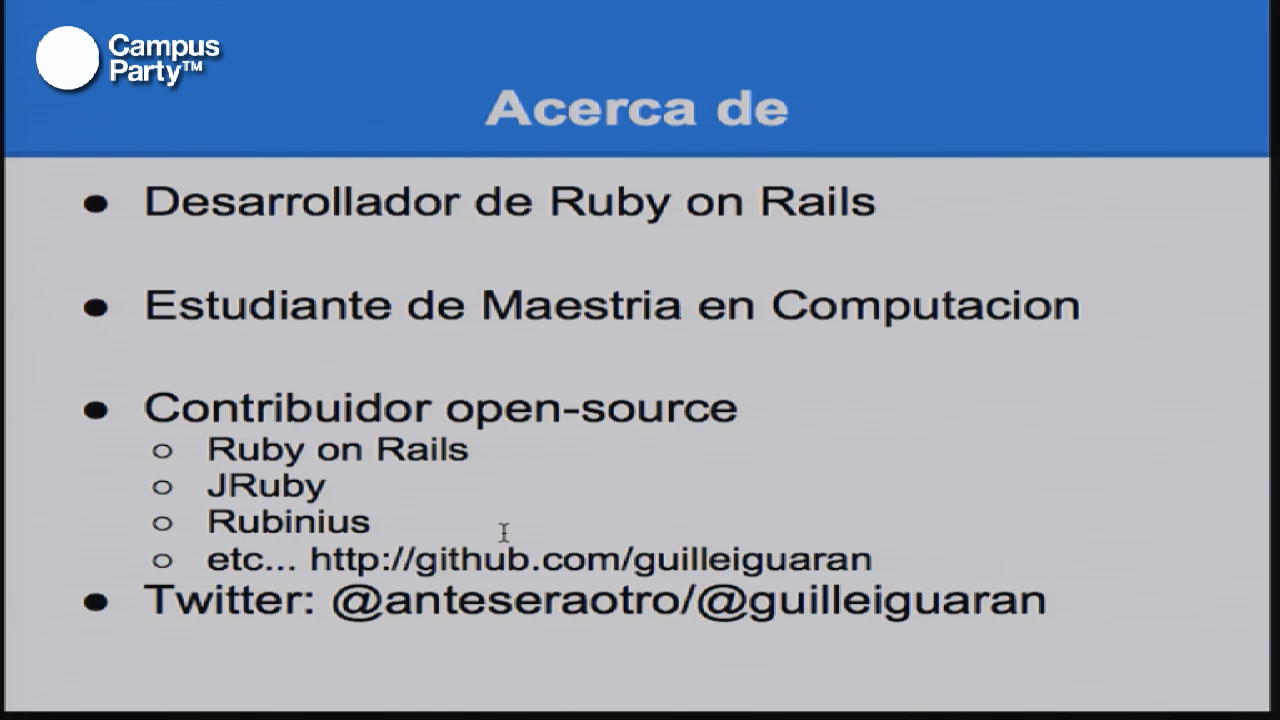 Campus
Party™
Acerca de
● Desarrollador de Ruby on Rails
● Estudiante de Maestria en Computacion
● Contribuidor open-source
○ Ruby on Rails
○ JRuby
○ Rubinius
○ etc... http://github.com/guilleiguaran
● Twitter: @anteseraotro/@guilleiguaran